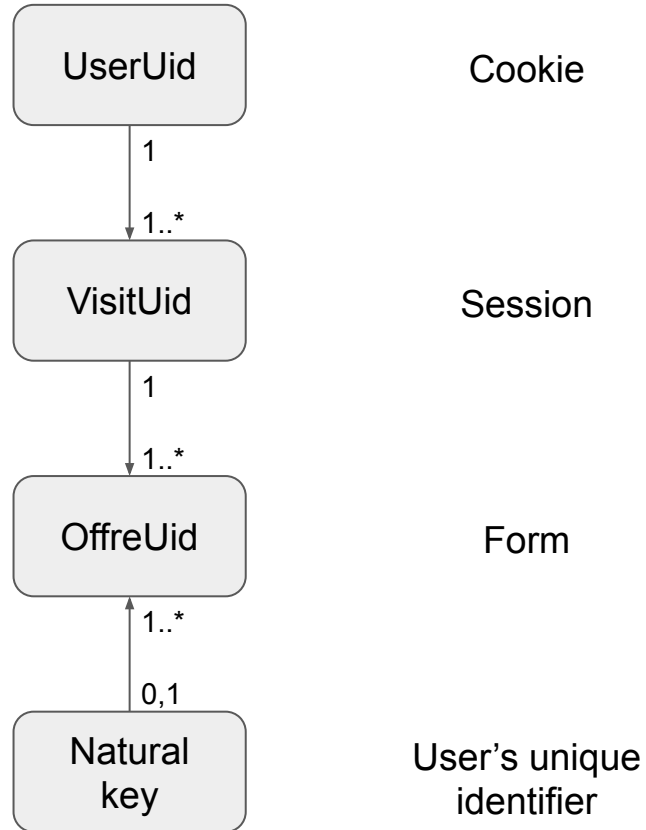 UserUid
Cookie
1
1..*
VisitUid
Session
1
1..*
OffreUid
Form
1..*
0,1
Natural
key
User’s unique
identifier